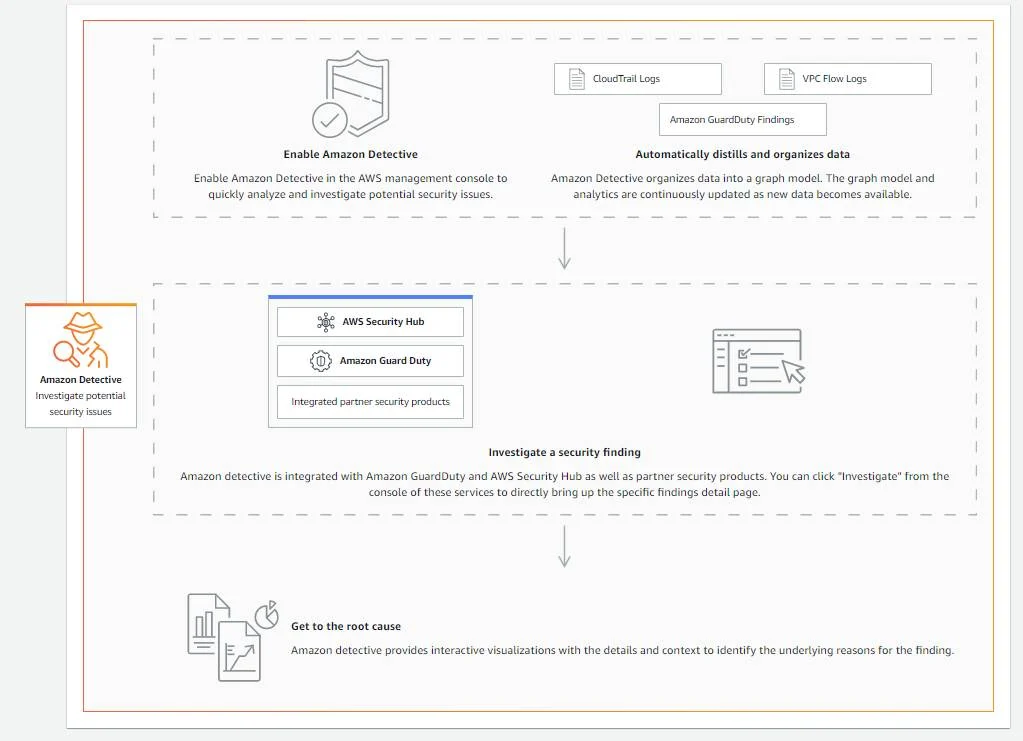 CloudTrail Logs
VPC Flow Logs
Amazon GuardDuty Findings
Enable Amazon Detective
Enable Amazon Detective in the AWS management console to
quickly analyze and investigate potential security issues.
Automatically distills and organizes data
Amazon Detective organizes data into a graph model. The graph model and
analytics are continuously updated as new data becomes available.
Amazon Detective
Investigate potential
security issues
AWS Security Hub
Amazon Guard Duty
Integrated partner security products
Investigate a security finding
Amazon detective is integrated with Amazon GuardDuty and AWS Security Hub as well as partner security products. You can click "Investigate" from the
console of these services to directly bring up the specific findings detail page.
Get to the root cause
Amazon detective provides interactive visualizations with the details and context to identify the underlying reasons for the finding.